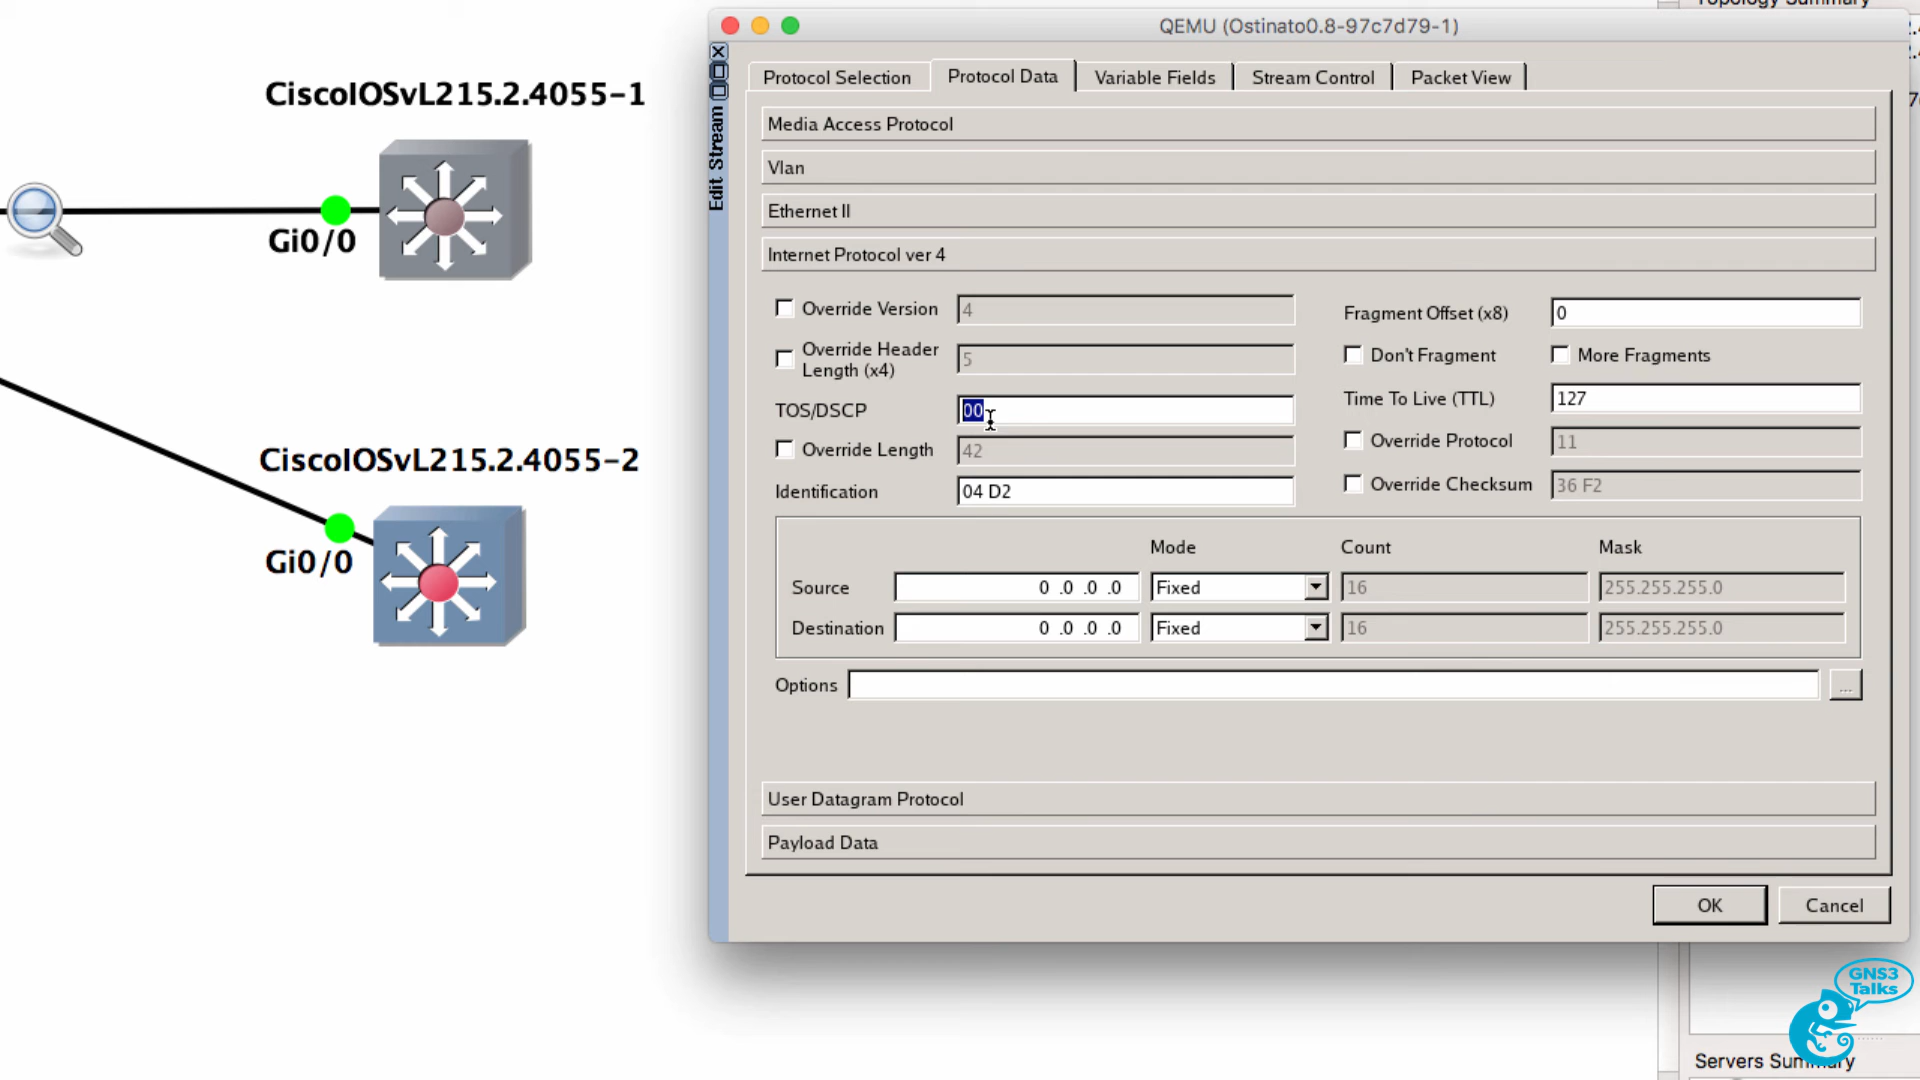 CiscoIOSvL215.2.4055-1
Gi0/0
CiscoIOSvL215.2.4055-2
Gi0/0
Topology Summary
QEMU (Ostinato0.8-97c7d79-1)
Edit Stream
Protocol Selection
Protocol Data
Variable Fields
Stream Control
Packet View
Media Access Protocol
Vlan
Ethernet II
Internet Protocol ver 4
Override Version 4
Override Header
Length (x4) 5
TOS/DSCP 00
Override Length 42
Identification 04 D2
Fragment Offset (x8) 0
Don't Fragment More Fragments
Time To Live (TTL) 127
Override Protocol 11
Override Checksum 36 F2
Mode Count Mask
Source 0 .0 .0 .0 Fixed 16 255.255.255.0
Destination 0 .0 .0 .0 Fixed 16 255.255.255.0
Options ...
User Datagram Protocol
Payload Data
OK Cancel
GNS3
Talks
Servers Summary